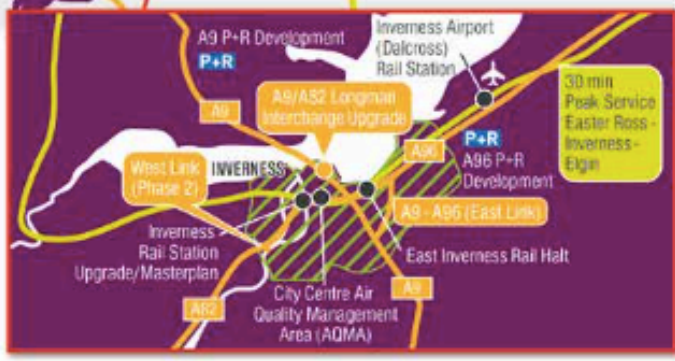 A9 P+R Development
P+R
Inverness Airport
(Dalcross)
Rail Station
A9
A9/A82 Longman
Interchange Upgrade
30 min
Peak Service
Easter Ross -
Inverness -
Elgin
A96
P+R
A96 P+R
Development
West Link
(Phase 2)
INVERNESS
A9 - A96 (East Link)
Inverness
Rail Station
Upgrade/Masterplan
East Inverness Rail Halt
A82
City Centre Air
Quality Management
Area (AQMA)
A9